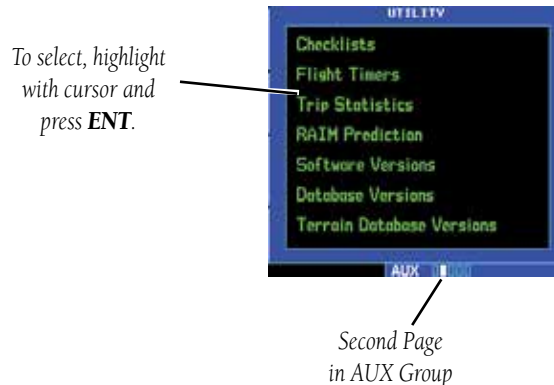 UTILITY
To select, highlight
with cursor and
press ENT.
Checklists
Flight Timers
Trip Statistics
RAIM Prediction
Software Versions
Database Versions
Terrain Database Versions
AUX
Second Page
in AUX Group